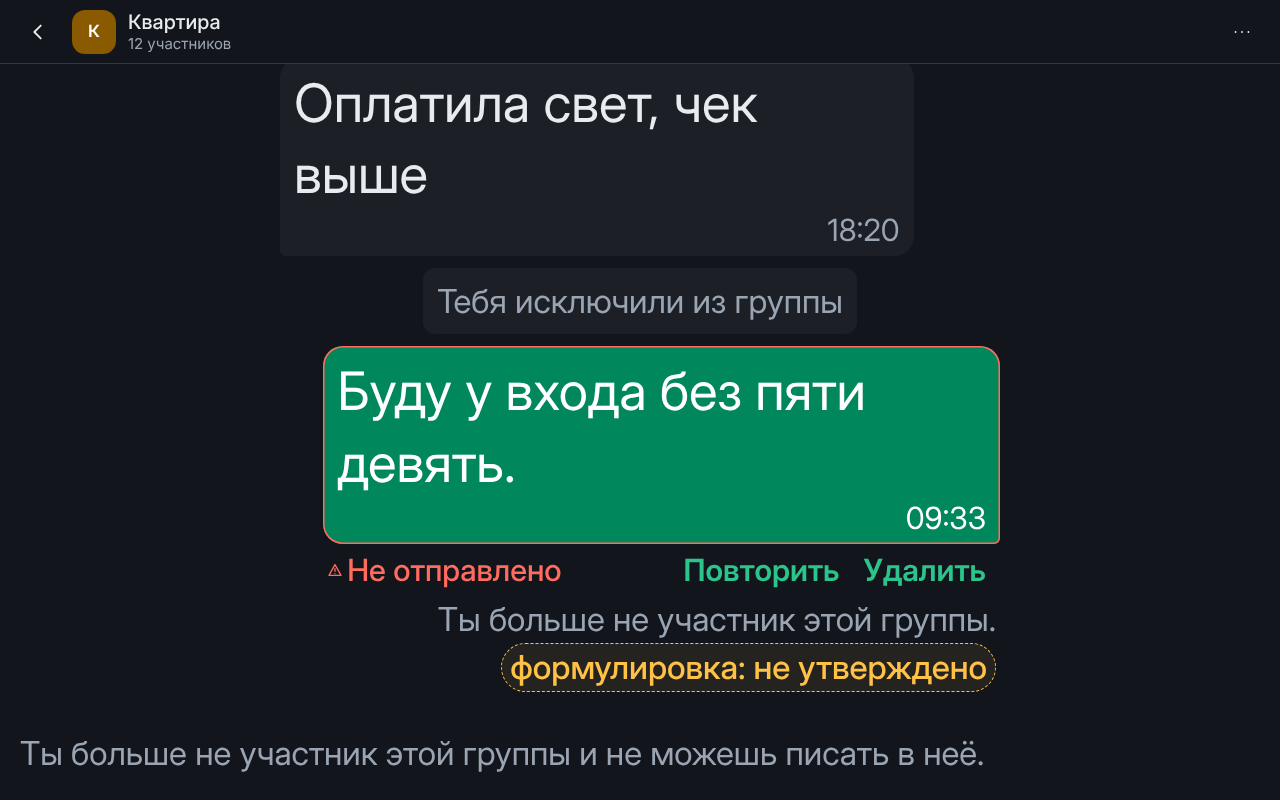 К
Квартира
12 участников
...
Оплатила свет, чек
выше
18:20
Тебя исключили из группы
Буду у входа без пяти
девять.
09:33
Не отправлено Повторить Удалить
Ты больше не участник этой группы.
формулировка: не утверждено
Ты больше не участник этой группы и не можешь писать в неё.